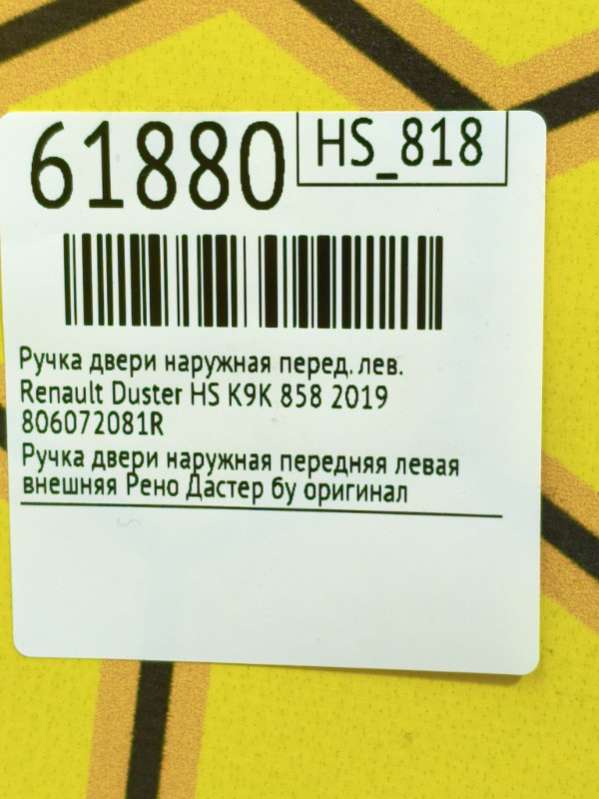 61880
HS_818
Ручка двери наружная перед. лев.
Renault Duster HS K9K 858 2019
806072081R
Ручка двери наружная передняя левая
внешняя Рено Дастер бу оригинал